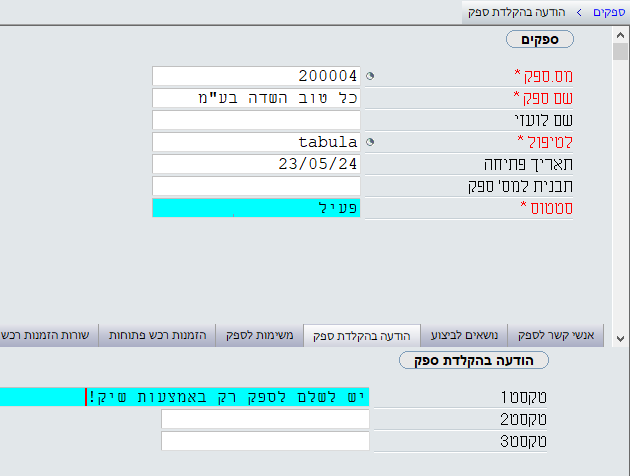 ספקים > הודעה בהקלדת ספק
ספקים
מס.ספק * 200004
שם ספק * כל טוב השדה בע"מ
שם לועזי
לטיפול * tabula
תאריך פתיחה 23/05/24
תבנית למס' ספק
סטטוס * פעיל
אנשי קשר לספק נושאים לביצוע הודעה בהקלדת ספק משימות לספק הזמנות רכש פתוחות שורות הזמנות רכש
הודעה בהקלדת ספק
טקסט1 יש לשלם לספק רק באמצעות שיק!
טקסט2
טקסט3